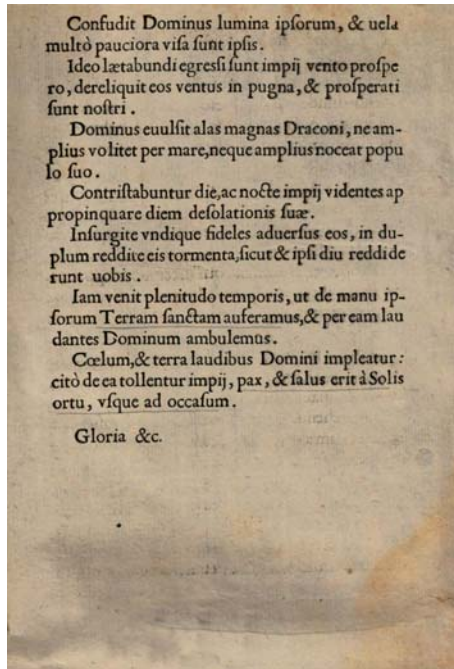 Confudit Dominus lumina ipſorum, & uela
multò pauciora viſa ſunt ipſis.
Ideo lætabundi egreſſi ſunt impij vento proſpe
ro, dereliquit eos ventus in pugna, & proſperati
ſunt noſtri.
Dominus euulſit alas magnas Draconi, ne am-
plius volitet per mare, neque amplius noceat popu
lo ſuo.
Contriſtabuntur die, ac nocte impij videntes ap
propinquare diem deſolationis ſuæ.
Inſurgite vndique fideles aduerſus eos, in du-
plum reddite eis tormenta, ſicut & ipſi diu reddide
runt uobis.
Iam venit plenitudo temporis, ut de manu ip-
ſorum Terram ſanctam auferamus, & per eam lau
dantes Dominum ambulemus.
Cœlum, & terra laudibus Domini impleatur:
citò de ea tollentur impij, pax, & ſalus erit à Solis
ortu, vſque ad occaſum.
Gloria &c.